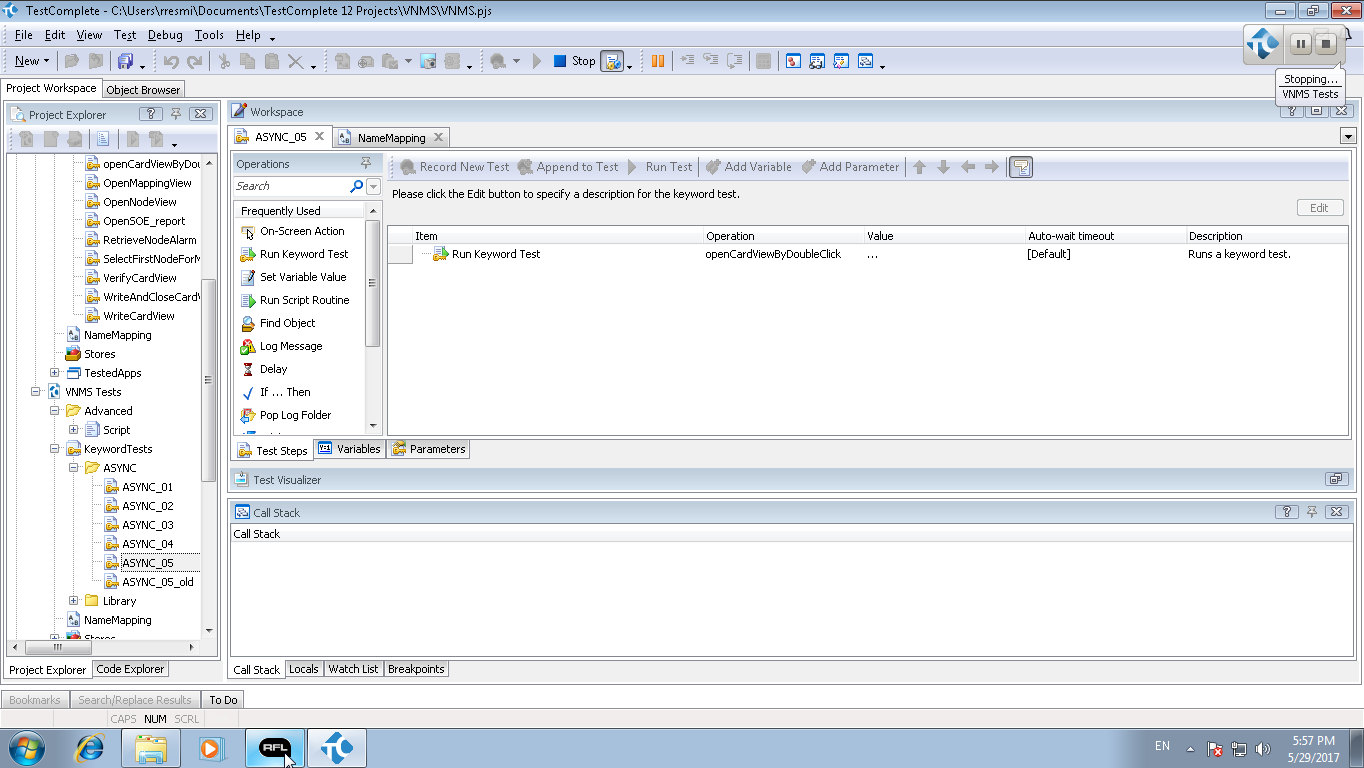 TestComplete - C:\Users\rresmi\Documents\TestComplete 12 Projects\VNMS\VNMS.pjs
File Edit View Test Debug Tools Help
New
Stop
Stopping...
VNMS Tests
Project Workspace Object Browser
Project Explorer
openCardViewByDou
OpenMappingView
OpenNodeView
OpenSOE_report
RetrieveNodeAlarm
SelectFirstNodeForM
VerifyCardView
WriteAndCloseCardV
WriteCardView
NameMapping
Stores
TestedApps
VNMS Tests
Advanced
Script
KeywordTests
ASYNC
ASYNC_01
ASYNC_02
ASYNC_03
ASYNC_04
ASYNC_05
ASYNC_05_old
Library
NameMapping
Stores
Project Explorer Code Explorer
Workspace
ASYNC_05 NameMapping
Operations
Search
Frequently Used
On-Screen Action
Run Keyword Test
Set Variable Value
Run Script Routine
Find Object
Log Message
Delay
If ... Then
Pop Log Folder
Record New Test Append to Test Run Test Add Variable Add Parameter
Please click the Edit button to specify a description for the keyword test.
Edit
Item Operation Value Auto-wait timeout Description
Run Keyword Test openCardViewByDoubleClick ... [Default] Runs a keyword test.
Test Steps Variables Parameters
Test Visualizer
Call Stack
Call Stack
Call Stack Locals Watch List Breakpoints
Bookmarks Search/Replace Results To Do
CAPS NUM SCRL
RFL
EN
5:57 PM
5/29/2017